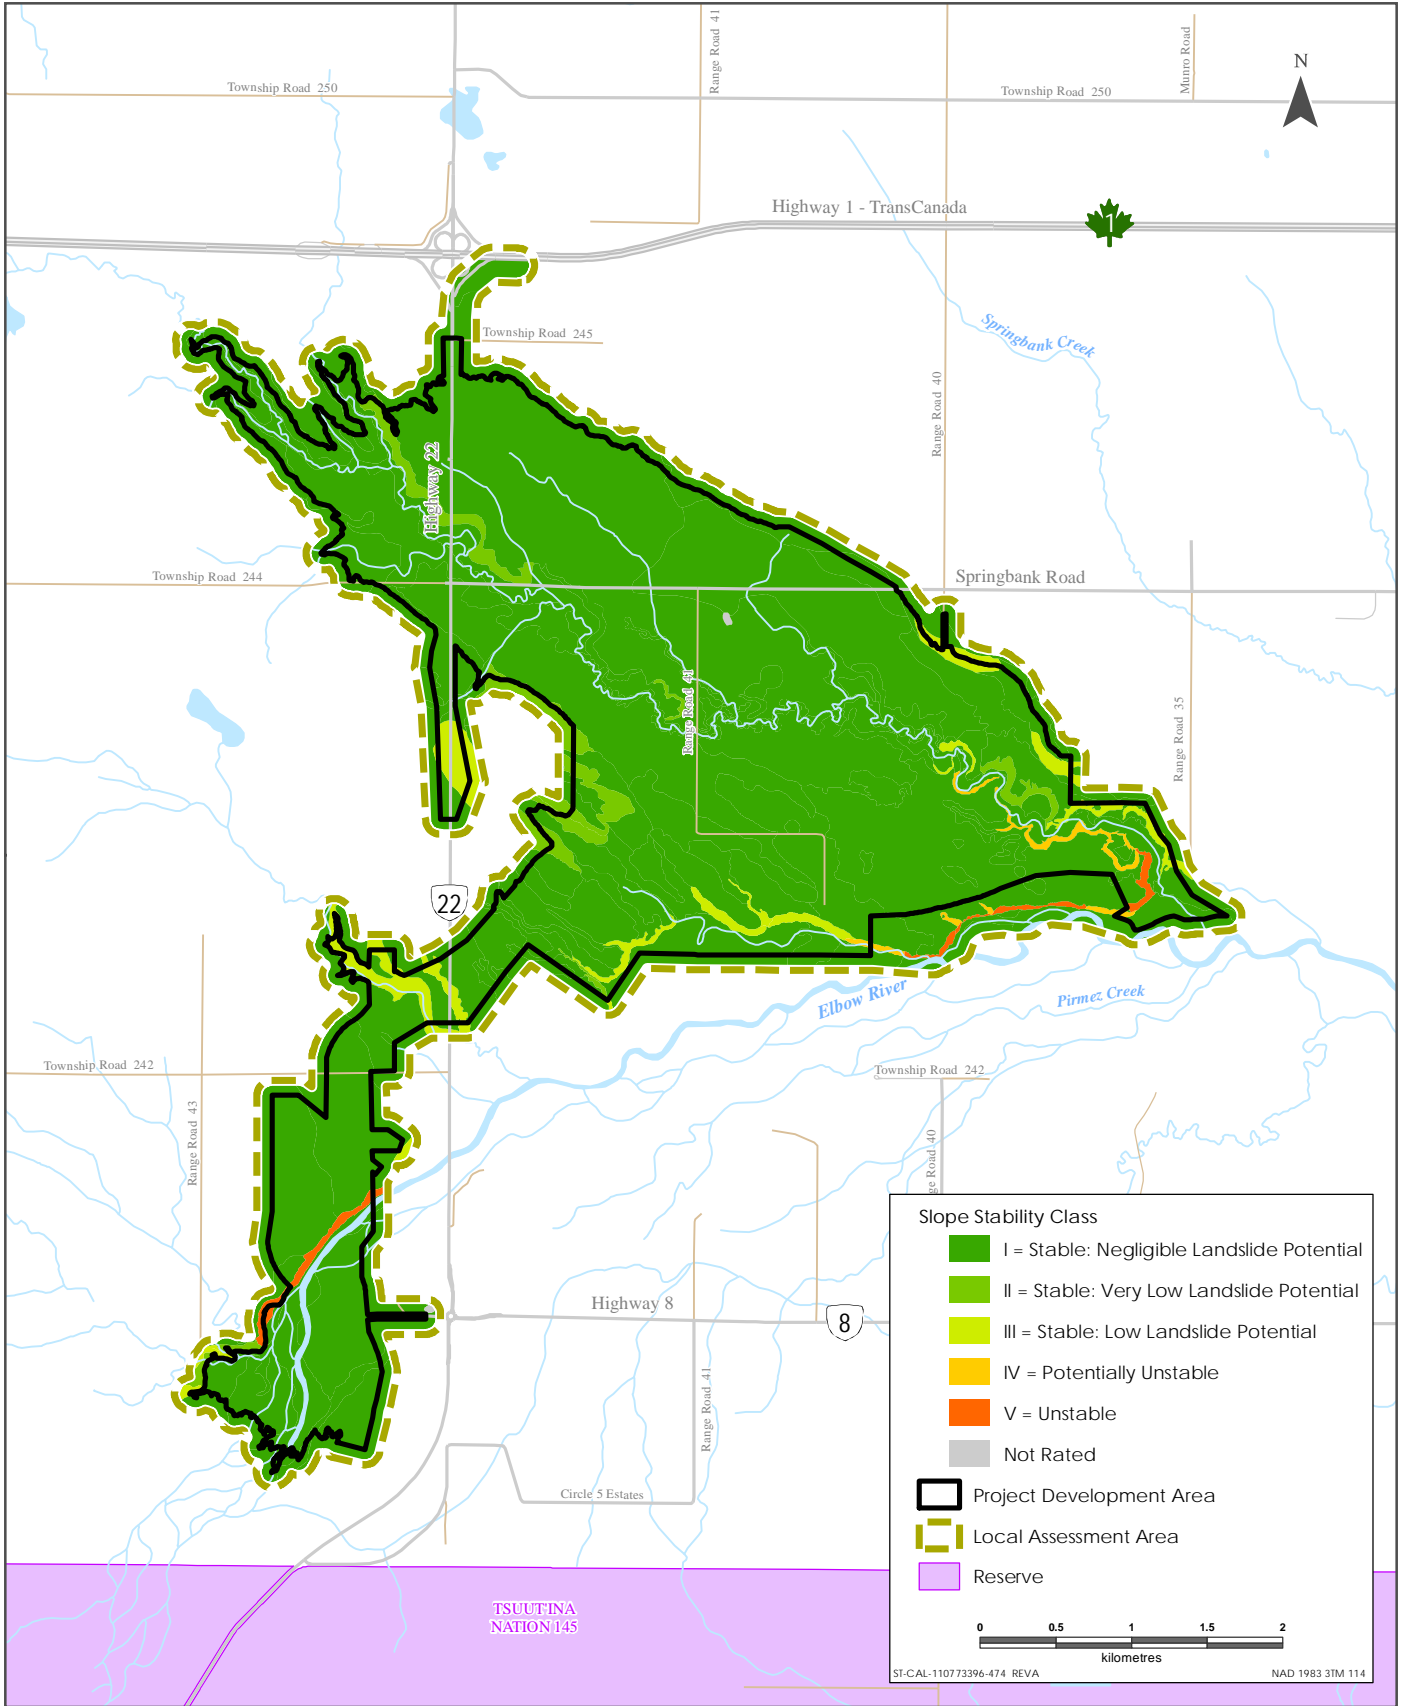 Range Road 41
Munro Road
N
Township Road 250
Township Road 250
Highway 1 - TransCanada
1
Springbank Creek
Township Road 245
Range Road 40
Highway 22
Township Road 244
Springbank Road
Range Road 41
Range Road 35
22
Elbow River
Pirmez Creek
Township Road 242
Township Road 242
Range Road 43
ge Road 40
Highway 8
8
Range Road 41
Circle 5 Estates
TSUUT'INA
NATION 145
Slope Stability Class
I = Stable: Negligible Landslide Potential
II = Stable: Very Low Landslide Potential
III = Stable: Low Landslide Potential
IV = Potentially Unstable
V = Unstable
Not Rated
Project Development Area
Local Assessment Area
Reserve
0 0.5 1 1.5 2
kilometres
ST-CAL-110773396-474 REVA NAD 1983 3TM 114